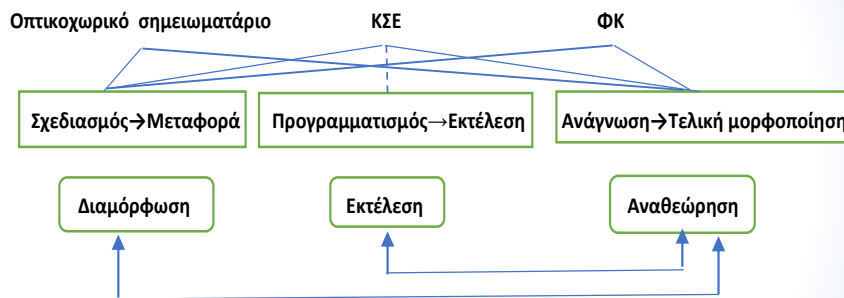 Οπτικοχωρικό σημειωματάριο ΚΣΕ ΦΚ
Σχεδιασμός→Μεταφορά Προγραμματισμός→Εκτέλεση Ανάγνωση→Τελική μορφοποίηση
Διαμόρφωση Εκτέλεση Αναθεώρηση